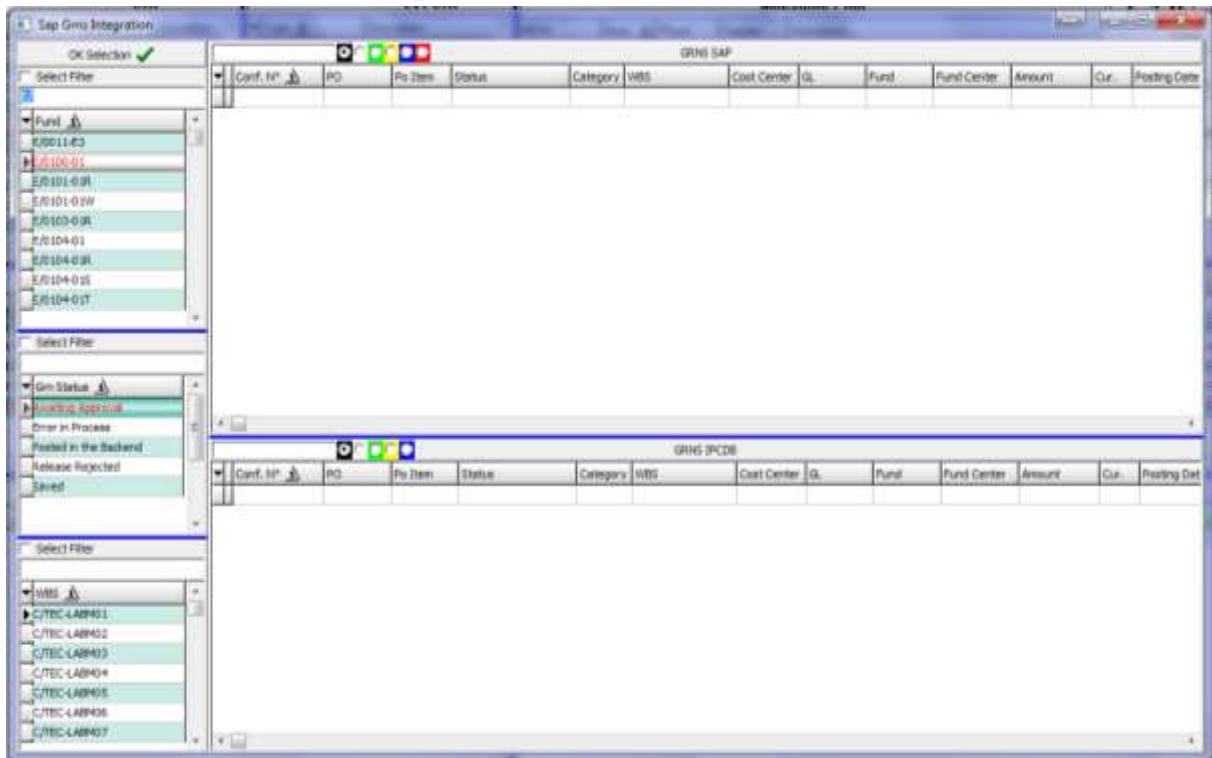 Sap Grns Integration
OK Selection
Select Filter
Fund
E/0011-E3
E/0100-01
E/0101-01R
E/0101-01W
E/0103-01R
E/0104-01
E/0104-01R
E/0104-01S
E/0104-01T
Select Filter
Grn Status
Awaiting Approval
Error in Process
Posted in the Backend
Release Rejected
Saved
Select Filter
WBS
C/TEC-LABM01
C/TEC-LABM02
C/TEC-LABM03
C/TEC-LABM04
C/TEC-LABM05
C/TEC-LABM06
C/TEC-LABM07
GRNS SAP
Conf. N° PO Po Item Status Category WBS Cost Center GL Fund Fund Center Amount Cur. Posting Date
GRNS IPCDB
Conf. N° PO Po Item Status Category WBS Cost Center GL Fund Fund Center Amount Cur. Posting Dat